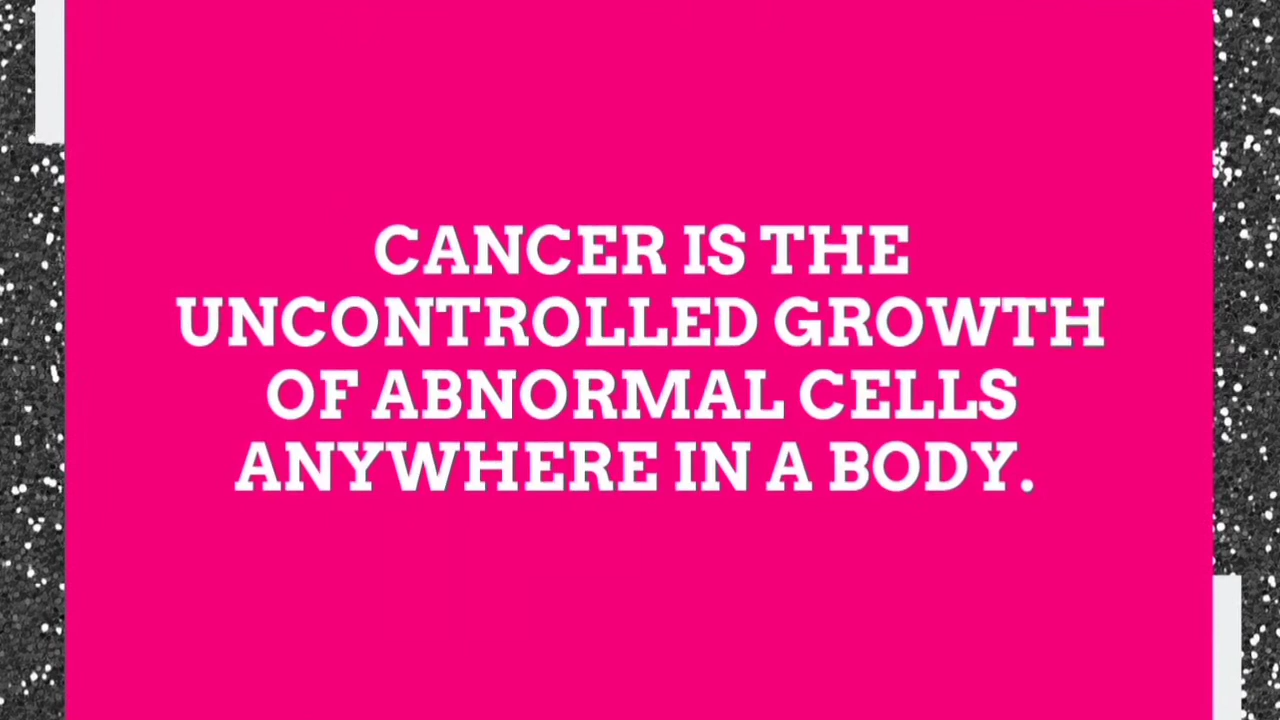 CANCER IS THE
UNCONTROLLED GROWTH
OF ABNORMAL CELLS
ANYWHERE IN A BODY.